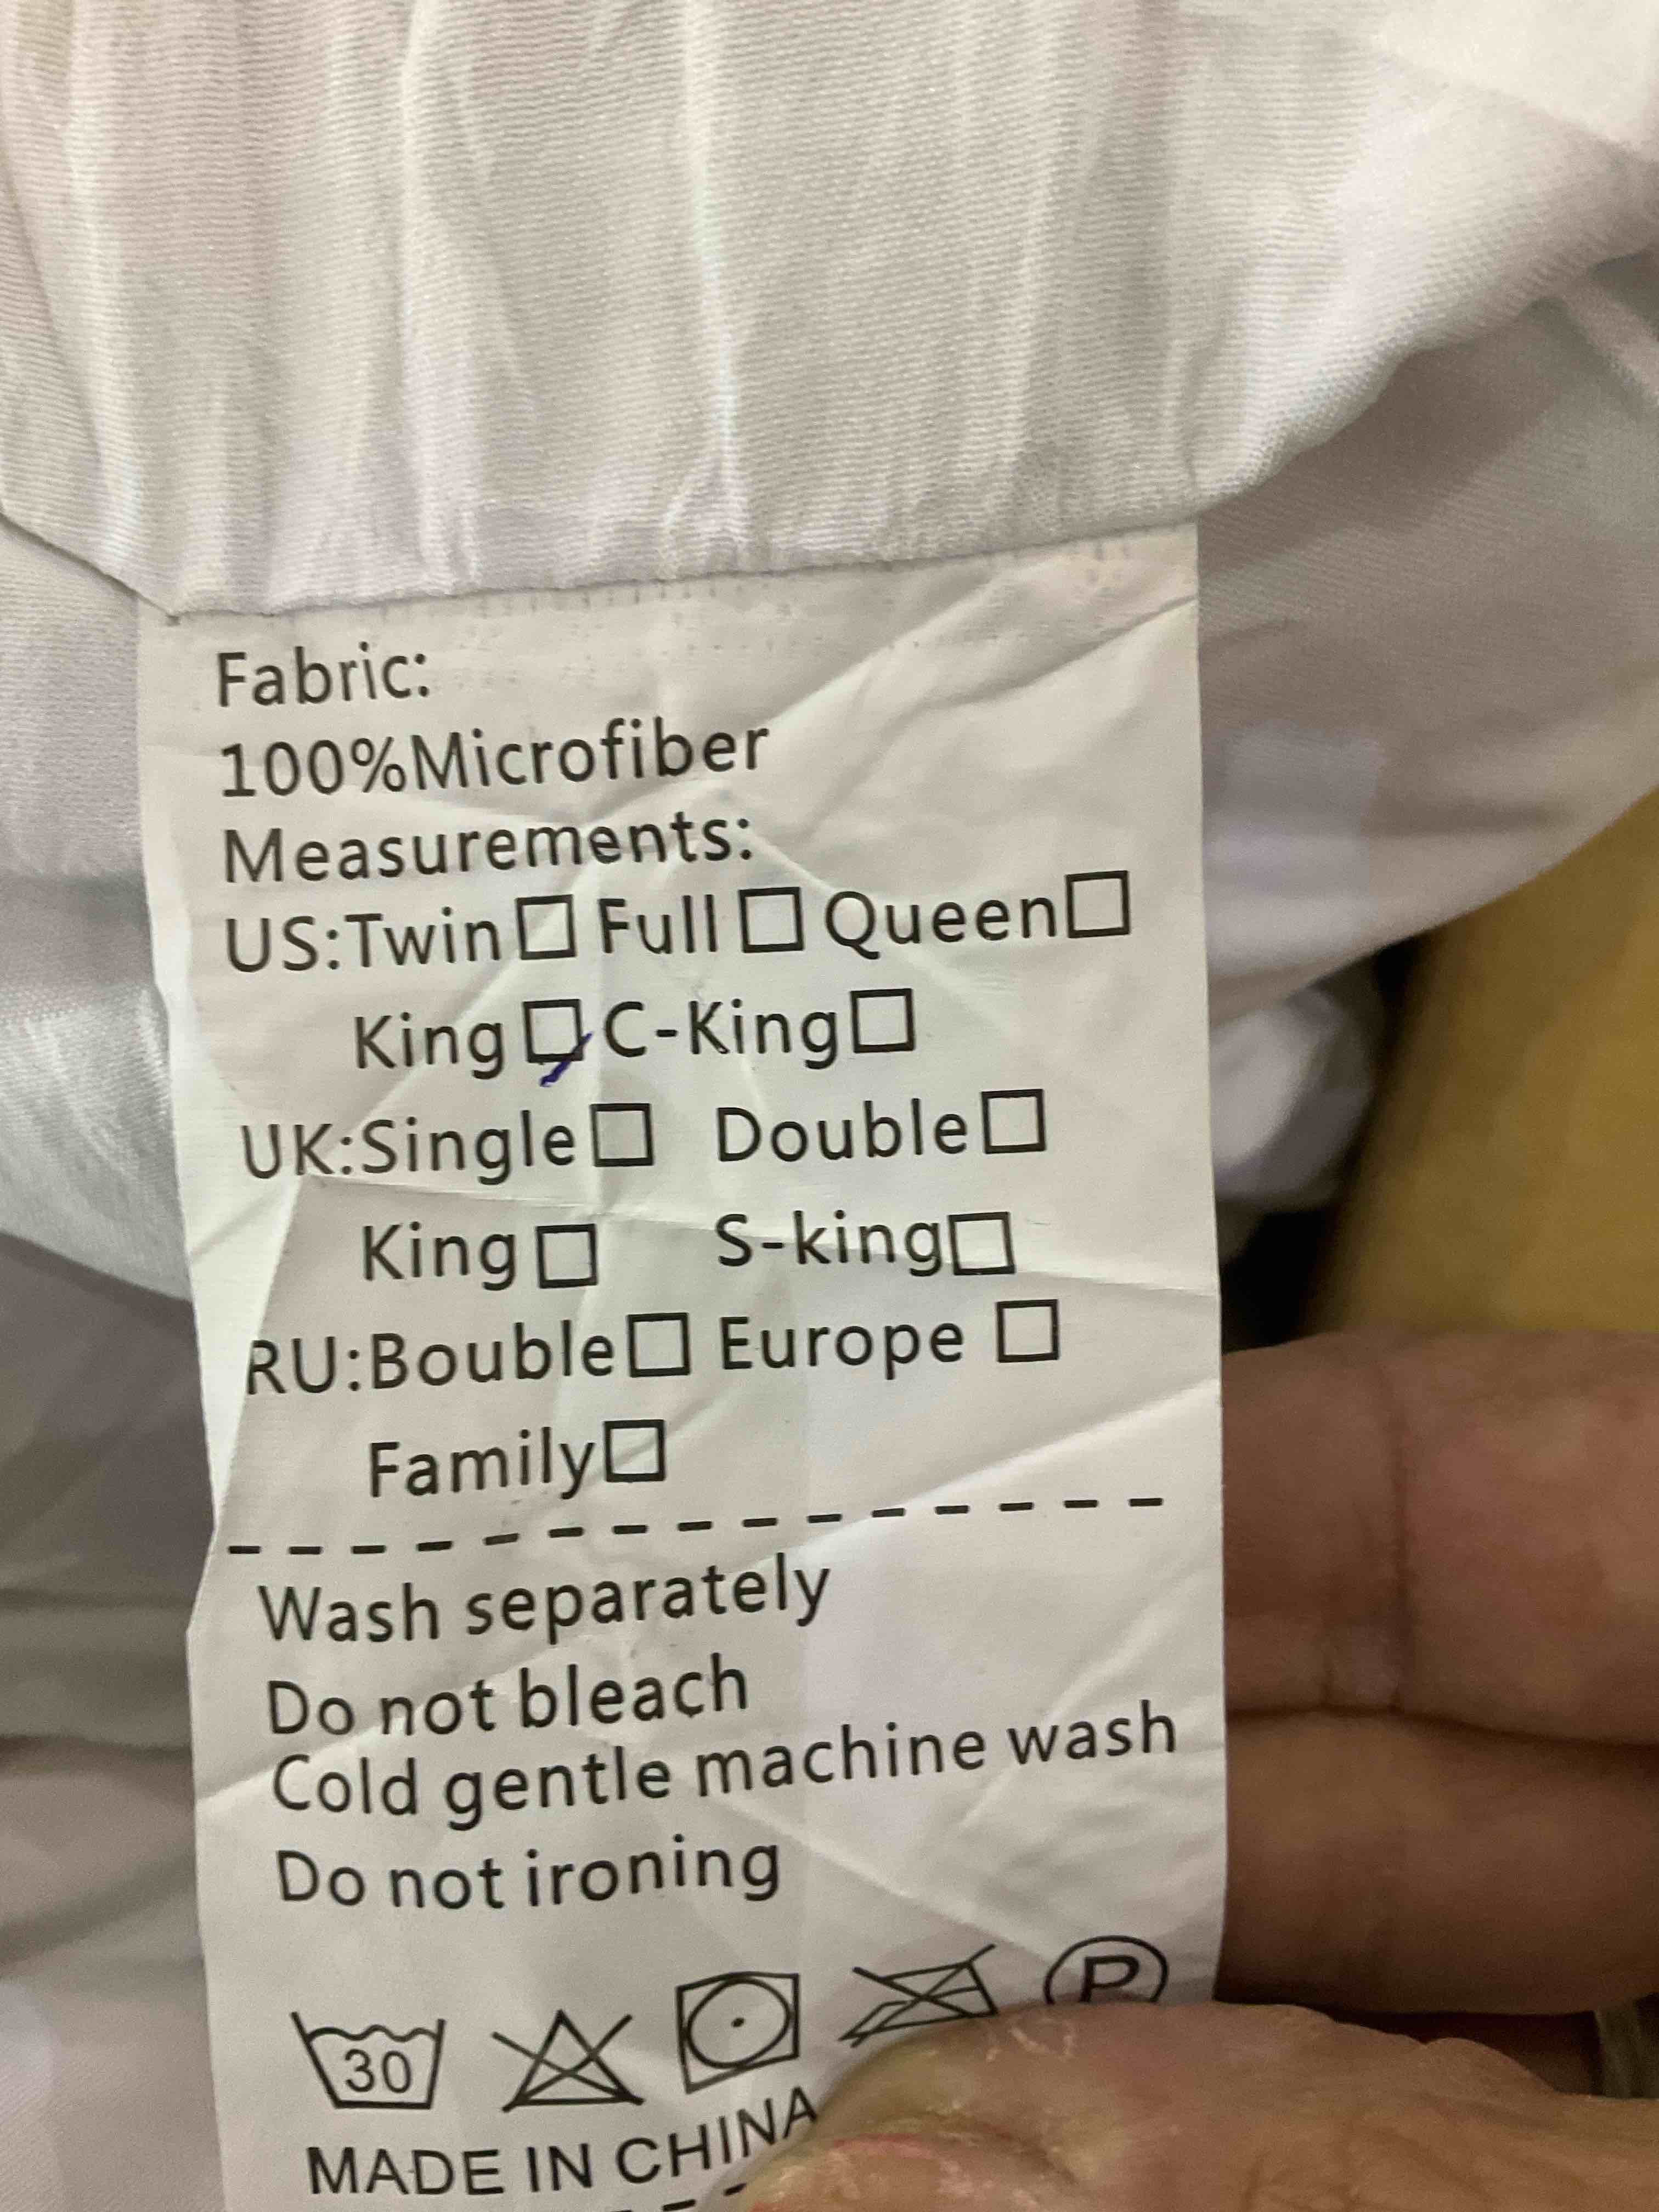 Fabric:
100%Microfiber
Measurements:
US:Twin□ Full□ Queen□
King□ C-King□
UK:Single□ Double□
King□ S-king□
RU:Bouble□ Europe □
Family□
Wash separately
Do not bleach
Cold gentle machine wash
Do not ironing
30 P
MADE IN CHINA